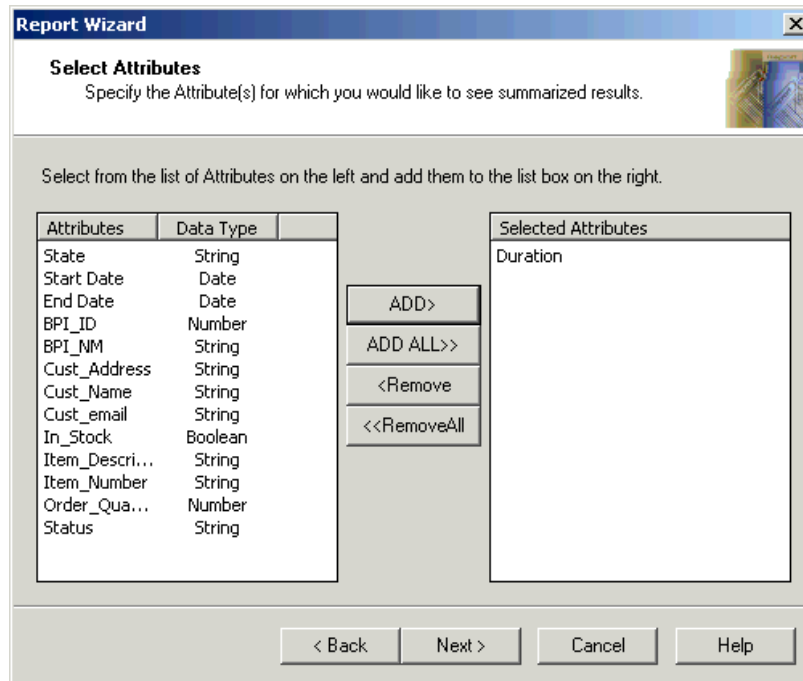 Report Wizard
Select Attributes
Specify the Attribute(s) for which you would like to see summarized results.
Select from the list of Attributes on the left and add them to the list box on the right.
Attributes Data Type
State String
Start Date Date
End Date Date
BPI_ID Number
BPI_NM String
Cust_Address String
Cust_Name String
Cust_email String
In_Stock Boolean
Item_Descri... String
Item_Number String
Order_Qua... Number
Status String
ADD>
ADD ALL>>
<Remove
<<RemoveAll
Selected Attributes
Duration
< Back
Next >
Cancel
Help